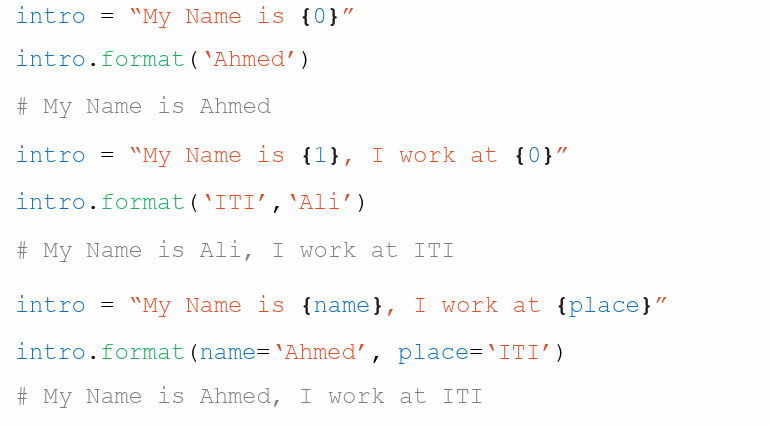 intro = “My Name is {0}”
intro.format(‘Ahmed’)
# My Name is Ahmed
intro = “My Name is {1}, I work at {0}”
intro.format(‘ITI’,‘Ali’)
# My Name is Ali, I work at ITI
intro = “My Name is {name}, I work at {place}”
intro.format(name=‘Ahmed’, place=‘ITI’)
# My Name is Ahmed, I work at ITI